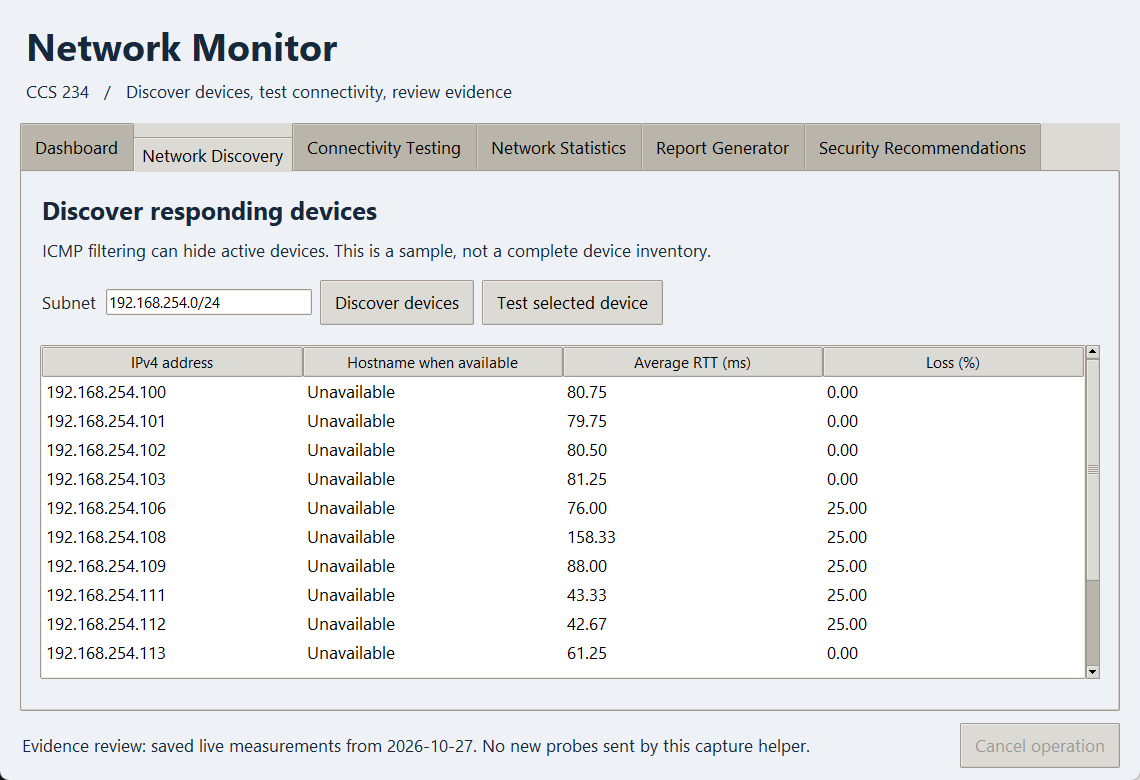 Network Monitor
CCS 234 / Discover devices, test connectivity, review evidence
Dashboard Network Discovery Connectivity Testing Network Statistics Report Generator Security Recommendations
Discover responding devices
ICMP filtering can hide active devices. This is a sample, not a complete device inventory.
Subnet 192.168.254.0/24 Discover devices Test selected device
IPv4 address Hostname when available Average RTT (ms) Loss (%)
192.168.254.100 Unavailable 80.75 0.00
192.168.254.101 Unavailable 79.75 0.00
192.168.254.102 Unavailable 80.50 0.00
192.168.254.103 Unavailable 81.25 0.00
192.168.254.106 Unavailable 76.00 25.00
192.168.254.108 Unavailable 158.33 25.00
192.168.254.109 Unavailable 88.00 25.00
192.168.254.111 Unavailable 43.33 25.00
192.168.254.112 Unavailable 42.67 25.00
192.168.254.113 Unavailable 61.25 0.00
Evidence review: saved live measurements from 2026-10-27. No new probes sent by this capture helper. Cancel operation